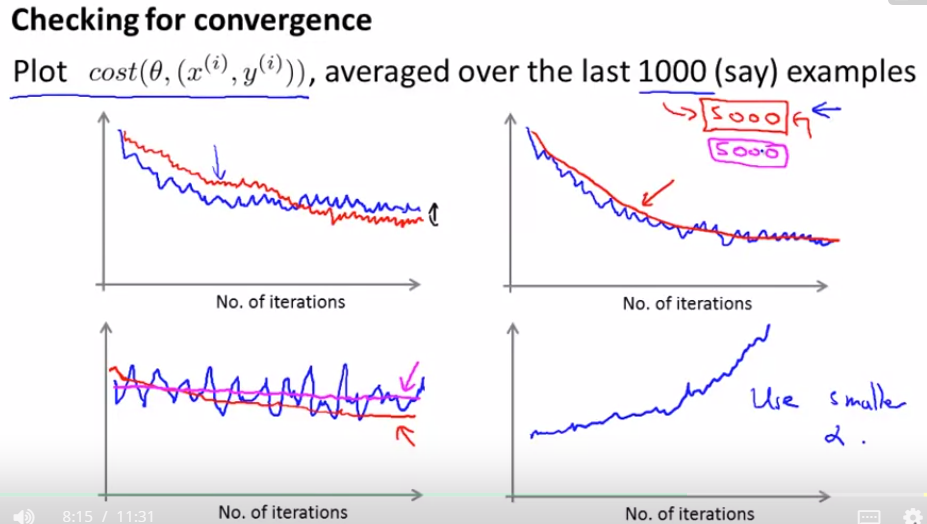 Checking for convergence
Plot cost(θ, (x^(i), y^(i))), averaged over the last 1000 (say) examples
5000
5000
No. of iterations
No. of iterations
Use smaller
α.
No. of iterations
No. of iterations
8:15 / 11:31